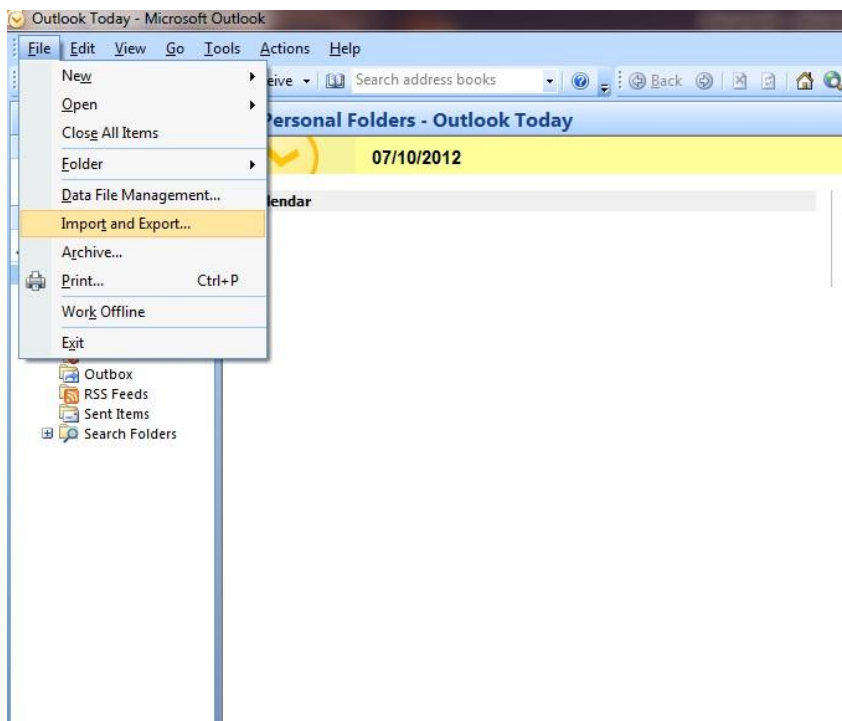 Outlook Today - Microsoft Outlook
File Edit View Go Tools Actions Help
New
eive Search address books Back
Open
Personal Folders - Outlook Today
Close All Items
Folder
07/10/2012
Data File Management...
lendar
Import and Export...
Archive...
Print... Ctrl+P
Work Offline
Exit
Outbox
RSS Feeds
Sent Items
Search Folders